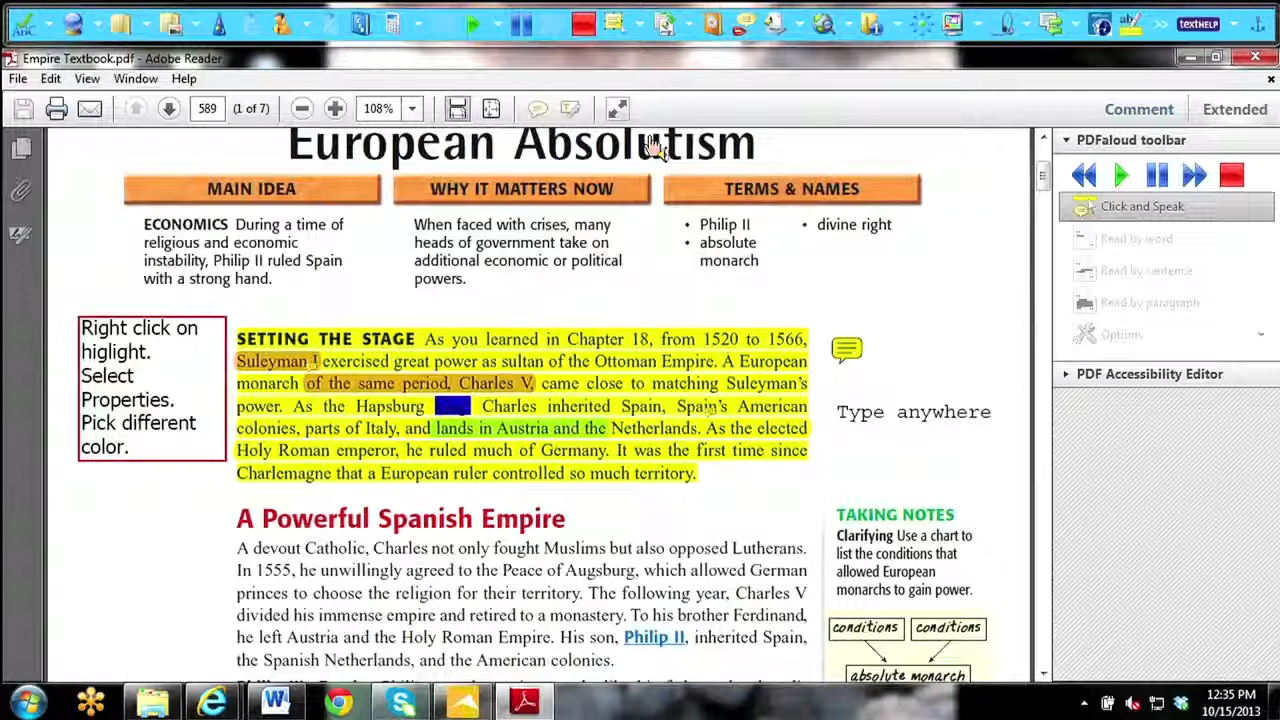 ABC
ab/
textHELP
Empire Textbook.pdf - Adobe Reader
File Edit View Window Help
589 (1 of 7) 108% Comment Extended
European Absolutism
MAIN IDEA WHY IT MATTERS NOW TERMS & NAMES
ECONOMICS During a time of
religious and economic
instability, Philip II ruled Spain
with a strong hand.
When faced with crises, many
heads of government take on
additional economic or political
powers.
• Philip II
• absolute
monarch
• divine right
Right click on
higlight.
Select
Properties.
Pick different
color.
SETTING THE STAGE As you learned in Chapter 18, from 1520 to 1566,
Suleyman I exercised great power as sultan of the Ottoman Empire. A European
monarch of the same period, Charles V, came close to matching Suleyman's
power. As the Hapsburg Charles inherited Spain, Spain's American
colonies, parts of Italy, and lands in Austria and the Netherlands. As the elected
Holy Roman emperor, he ruled much of Germany. It was the first time since
Charlemagne that a European ruler controlled so much territory.
Type anywhere
A Powerful Spanish Empire
A devout Catholic, Charles not only fought Muslims but also opposed Lutherans.
In 1555, he unwillingly agreed to the Peace of Augsburg, which allowed German
princes to choose the religion for their territory. The following year, Charles V
divided his immense empire and retired to a monastery. To his brother Ferdinand,
he left Austria and the Holy Roman Empire. His son, Philip II, inherited Spain,
the Spanish Netherlands, and the American colonies.
TAKING NOTES
Clarifying Use a chart to
list the conditions that
allowed European
monarchs to gain power.
conditions conditions
absolute monarch
PDFaloud toolbar
Click and Speak
Read by word
Read by sentence
Read by paragraph
Options
PDF Accessibility Editor
12:35 PM
10/15/2013